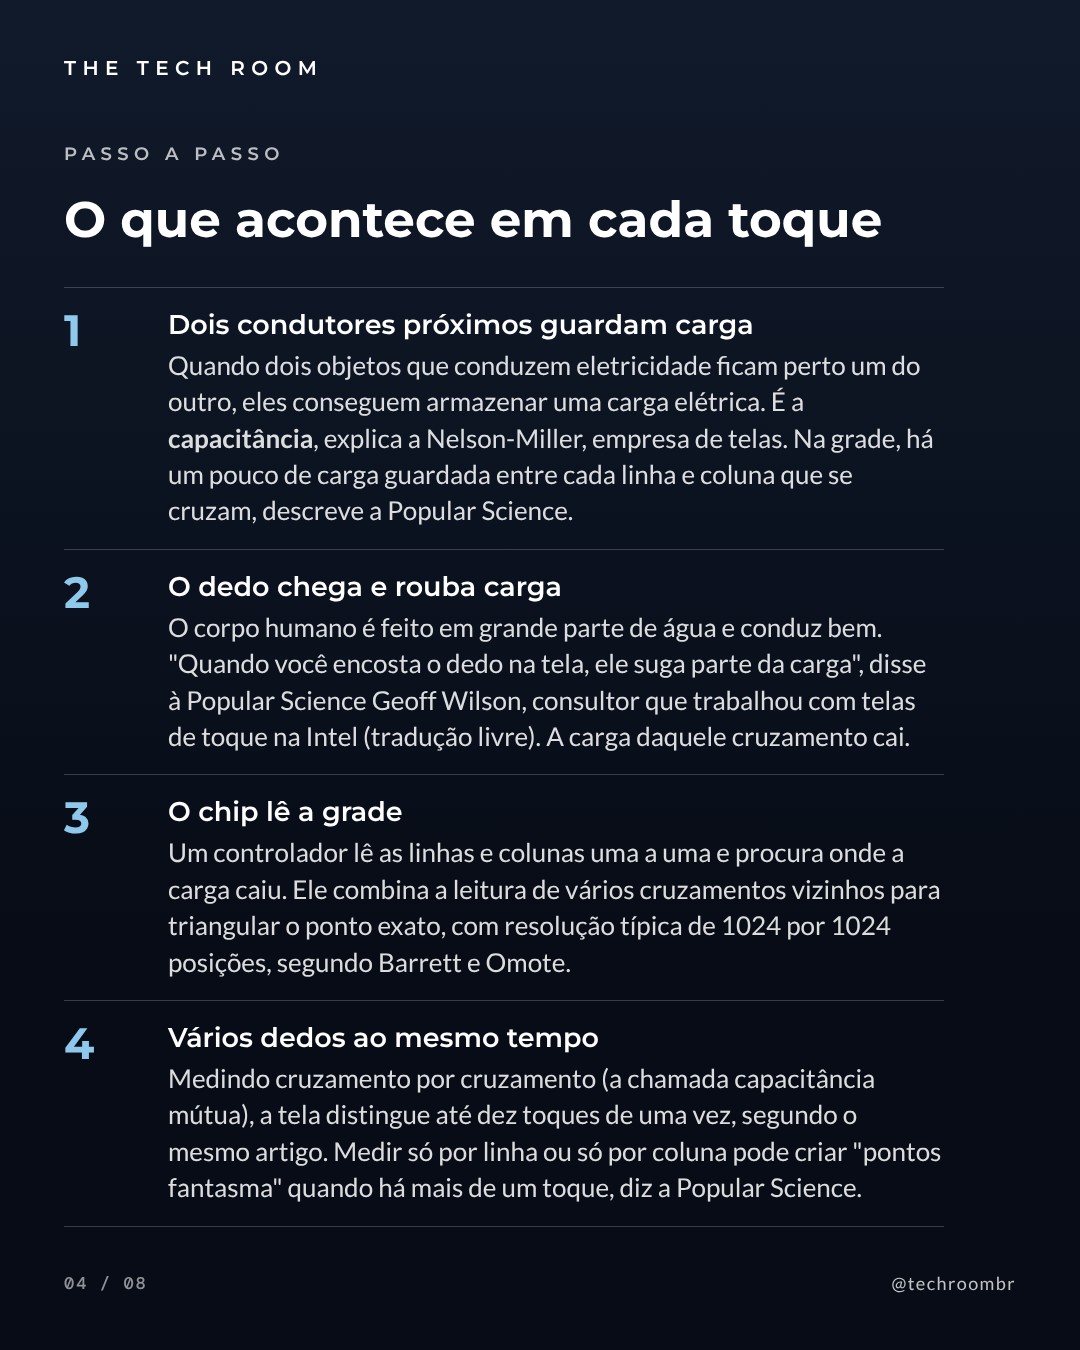 THE TECH ROOM
PASSO A PASSO
O que acontece em cada toque
1
Dois condutores próximos guardam carga
Quando dois objetos que conduzem eletricidade ficam perto um do
outro, eles conseguem armazenar uma carga elétrica. É a
capacitância, explica a Nelson-Miller, empresa de telas. Na grade, há
um pouco de carga guardada entre cada linha e coluna que se
cruzam, descreve a Popular Science.
2
O dedo chega e rouba carga
O corpo humano é feito em grande parte de água e conduz bem.
"Quando você encosta o dedo na tela, ele suga parte da carga", disse
à Popular Science Geoff Wilson, consultor que trabalhou com telas
de toque na Intel (tradução livre). A carga daquele cruzamento cai.
3
O chip lê a grade
Um controlador lê as linhas e colunas uma a uma e procura onde a
carga caiu. Ele combina a leitura de vários cruzamentos vizinhos para
triangular o ponto exato, com resolução típica de 1024 por 1024
posições, segundo Barrett e Omote.
4
Vários dedos ao mesmo tempo
Medindo cruzamento por cruzamento (a chamada capacitância
mútua), a tela distingue até dez toques de uma vez, segundo o
mesmo artigo. Medir só por linha ou só por coluna pode criar "pontos
fantasma" quando há mais de um toque, diz a Popular Science.
04 / 08
@techroombr